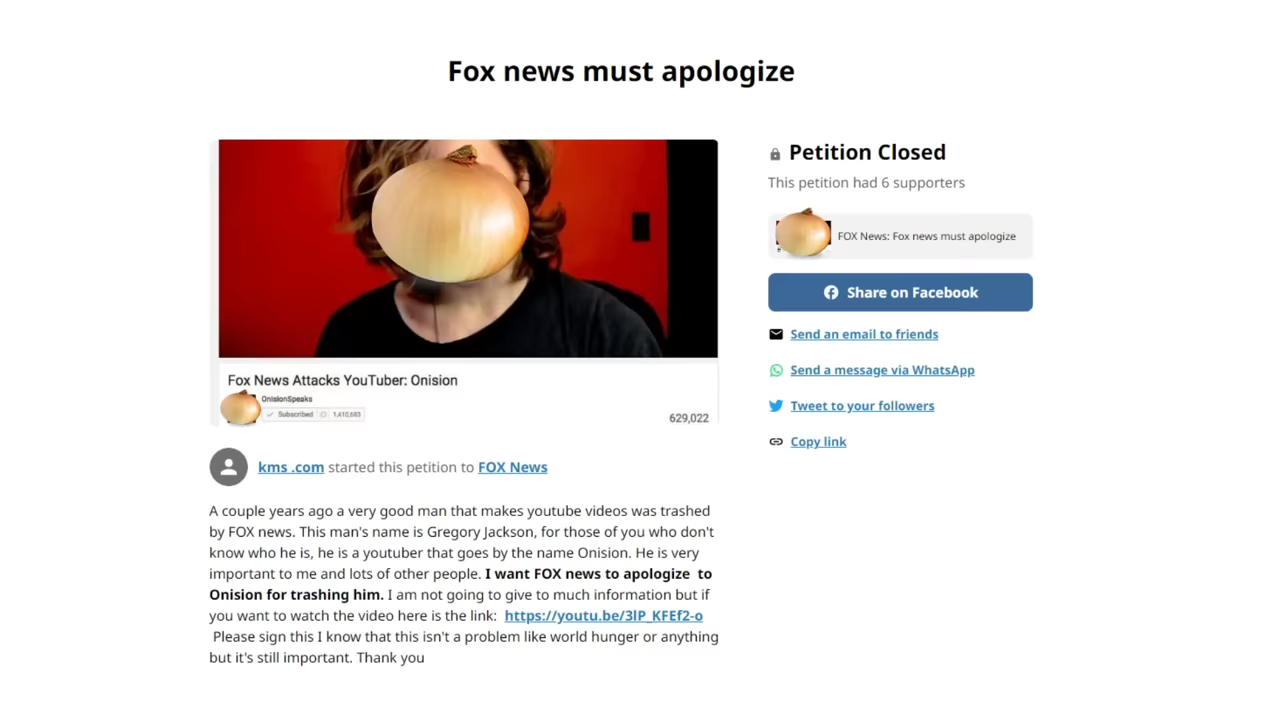 Fox news must apologize
Fox News Attacks YouTuber: Onision
OnisionSpeaks
Subscribed 1,410,683
629,022
kms .com started this petition to FOX News
A couple years ago a very good man that makes youtube videos was trashed
by FOX news. This man's name is Gregory Jackson, for those of you who don't
know who he is, he is a youtuber that goes by the name Onision. He is very
important to me and lots of other people. I want FOX news to apologize  to
Onision for trashing him. I am not going to give to much information but if
you want to watch the video here is the link:  https://youtu.be/3lP_KFEf2-o
Please sign this I know that this isn't a problem like world hunger or anything
but it's still important. Thank you
Petition Closed
This petition had 6 supporters
FOX News: Fox news must apologize
Share on Facebook
Send an email to friends
Send a message via WhatsApp
Tweet to your followers
Copy link